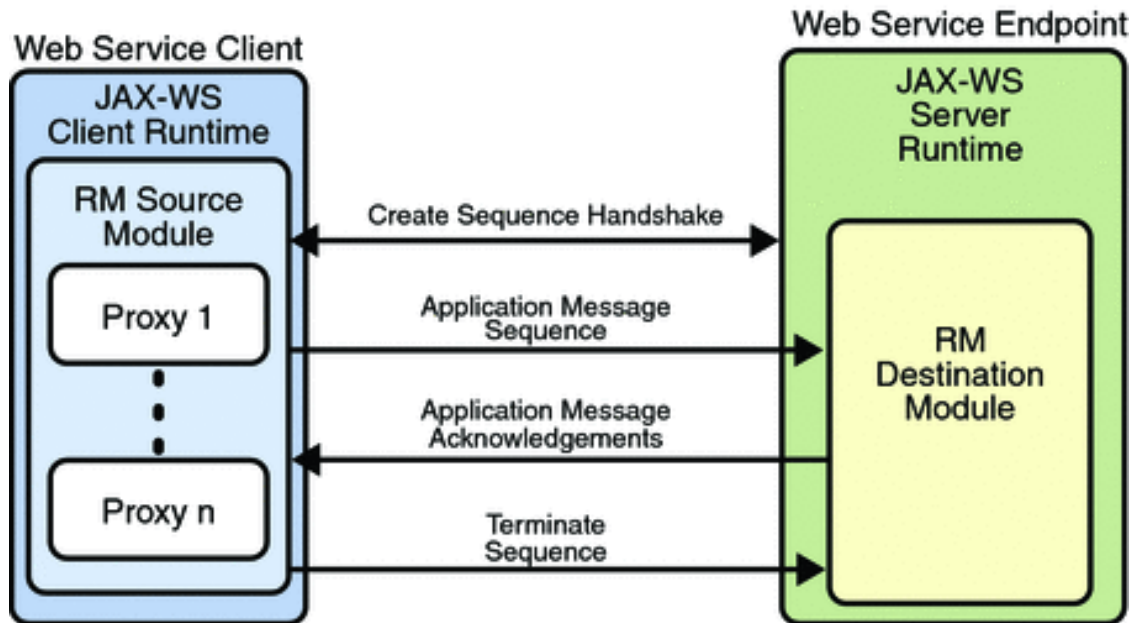 Web Service Client
JAX-WS
Client Runtime
RM Source
Module
Proxy 1
Proxy n
Create Sequence Handshake
Application Message
Sequence
Application Message
Acknowledgements
Terminate
Sequence
Web Service Endpoint
JAX-WS
Server
Runtime
RM
Destination
Module